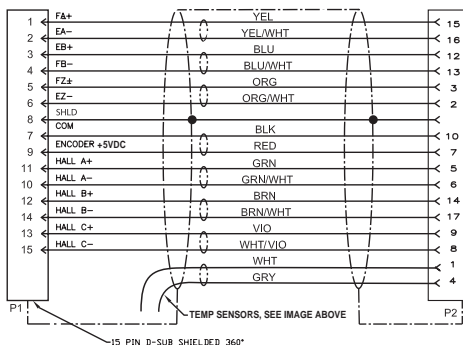 1 FA+ YEL 15
2 EA− YEL/WHT 16
3 EB+ BLU 12
4 FB− BLU/WHT 13
5 FZ+ ORG 3
6 EZ− ORG/WHT 2
8 SHLD
7 COM BLK 10
9 ENCODER +5VDC RED 7
11 HALL A+ GRN 5
10 HALL A− GRN/WHT 6
12 HALL B+ BRN 14
14 HALL B− BRN/WHT 17
13 HALL C+ VIO 9
15 HALL C− WHT/VIO 8
WHT 1
GRY 4
P1 TEMP SENSORS, SEE IMAGE ABOVE P2
15 PIN D-SUB SHIELDED 360°